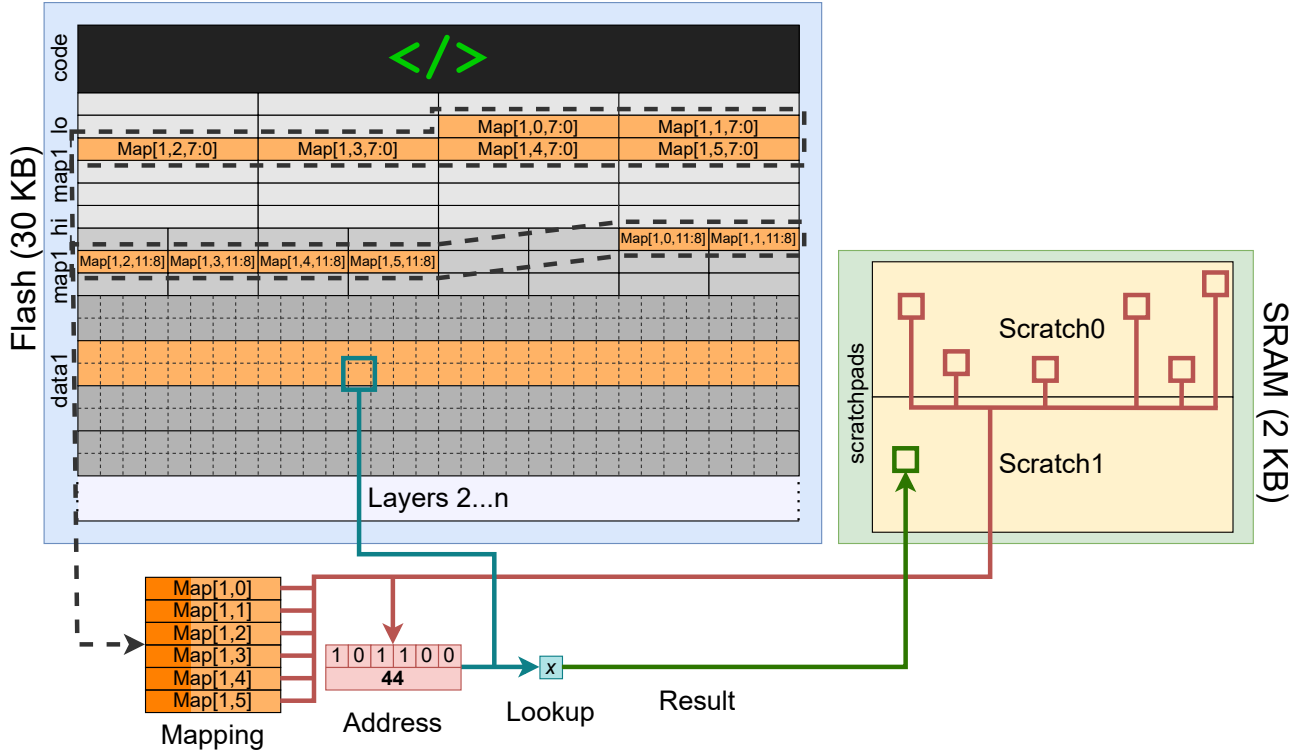 Flash (30 KB)
code
</>
map1 lo
Map[1,0,7:0] Map[1,1,7:0]
Map[1,2,7:0] Map[1,3,7:0] Map[1,4,7:0] Map[1,5,7:0]
map1 hi
Map[1,0,11:8] Map[1,1,11:8]
Map[1,2,11:8] Map[1,3,11:8] Map[1,4,11:8] Map[1,5,11:8]
data1
Layers 2...n
scratchpads
Scratch0
Scratch1
SRAM (2 KB)
Map[1,0]
Map[1,1]
Map[1,2]
Map[1,3]
Map[1,4]
Map[1,5]
Mapping
1 0 1 1 0 0
44
Address
x
Lookup
Result